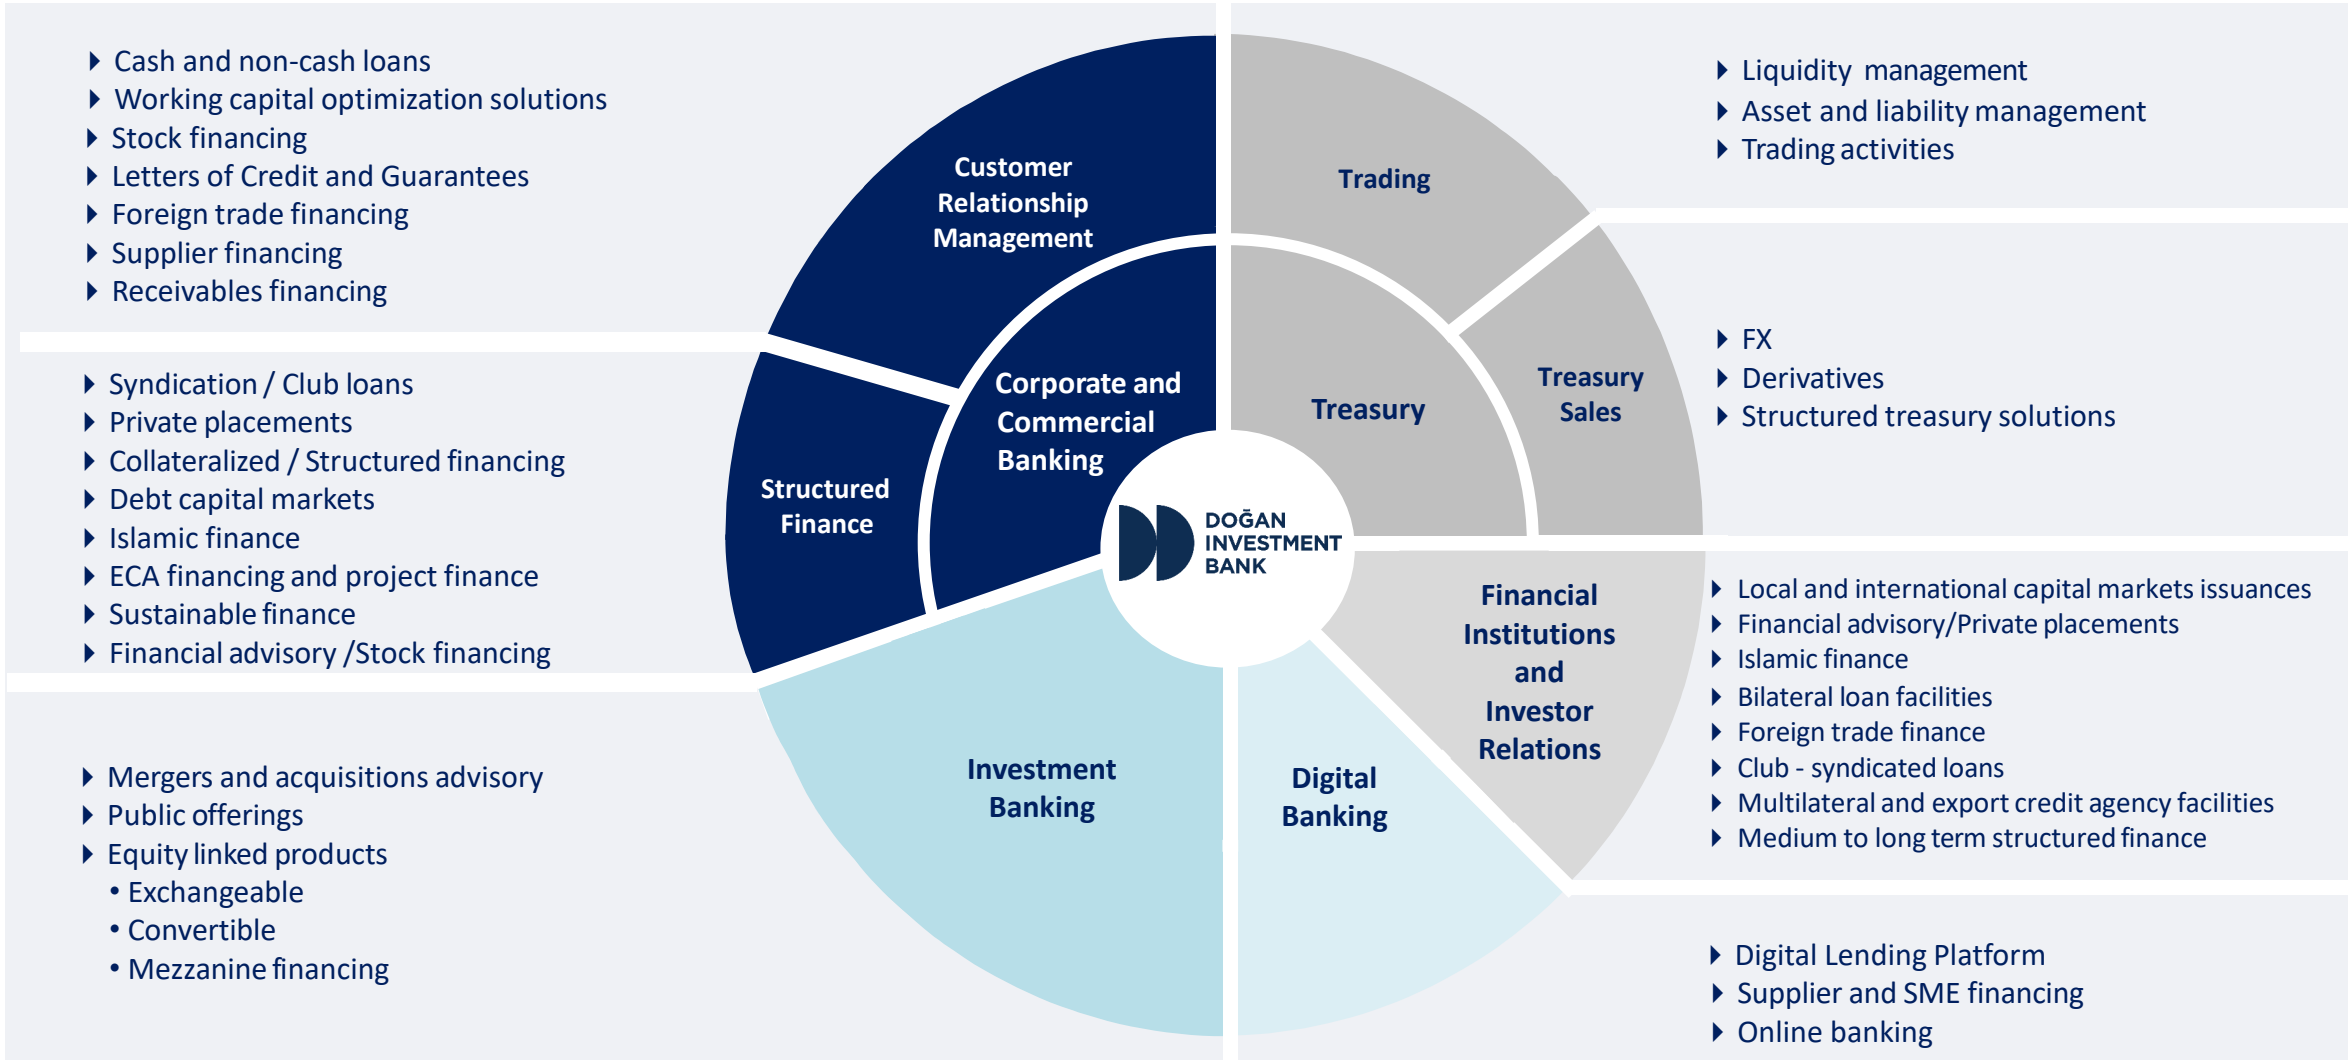 Cash and non-cash loans
Working capital optimization solutions
Stock financing
Letters of Credit and Guarantees
Foreign trade financing
Supplier financing
Receivables financing
Syndication / Club loans
Private placements
Collateralized / Structured financing
Debt capital markets
Islamic finance
ECA financing and project finance
Sustainable finance
Financial advisory /Stock financing
Mergers and acquisitions advisory
Public offerings
Equity linked products
• Exchangeable
• Convertible
• Mezzanine financing
Customer
Relationship
Management
Structured
Finance
Corporate and
Commercial
Banking
Investment
Banking
DOĞAN
INVESTMENT
BANK
Trading
Treasury
Treasury
Sales
Financial
Institutions
and
Investor
Relations
Digital
Banking
Liquidity management
Asset and liability management
Trading activities
FX
Derivatives
Structured treasury solutions
Local and international capital markets issuances
Financial advisory/Private placements
Islamic finance
Bilateral loan facilities
Foreign trade finance
Club - syndicated loans
Multilateral and export credit agency facilities
Medium to long term structured finance
Digital Lending Platform
Supplier and SME financing
Online banking